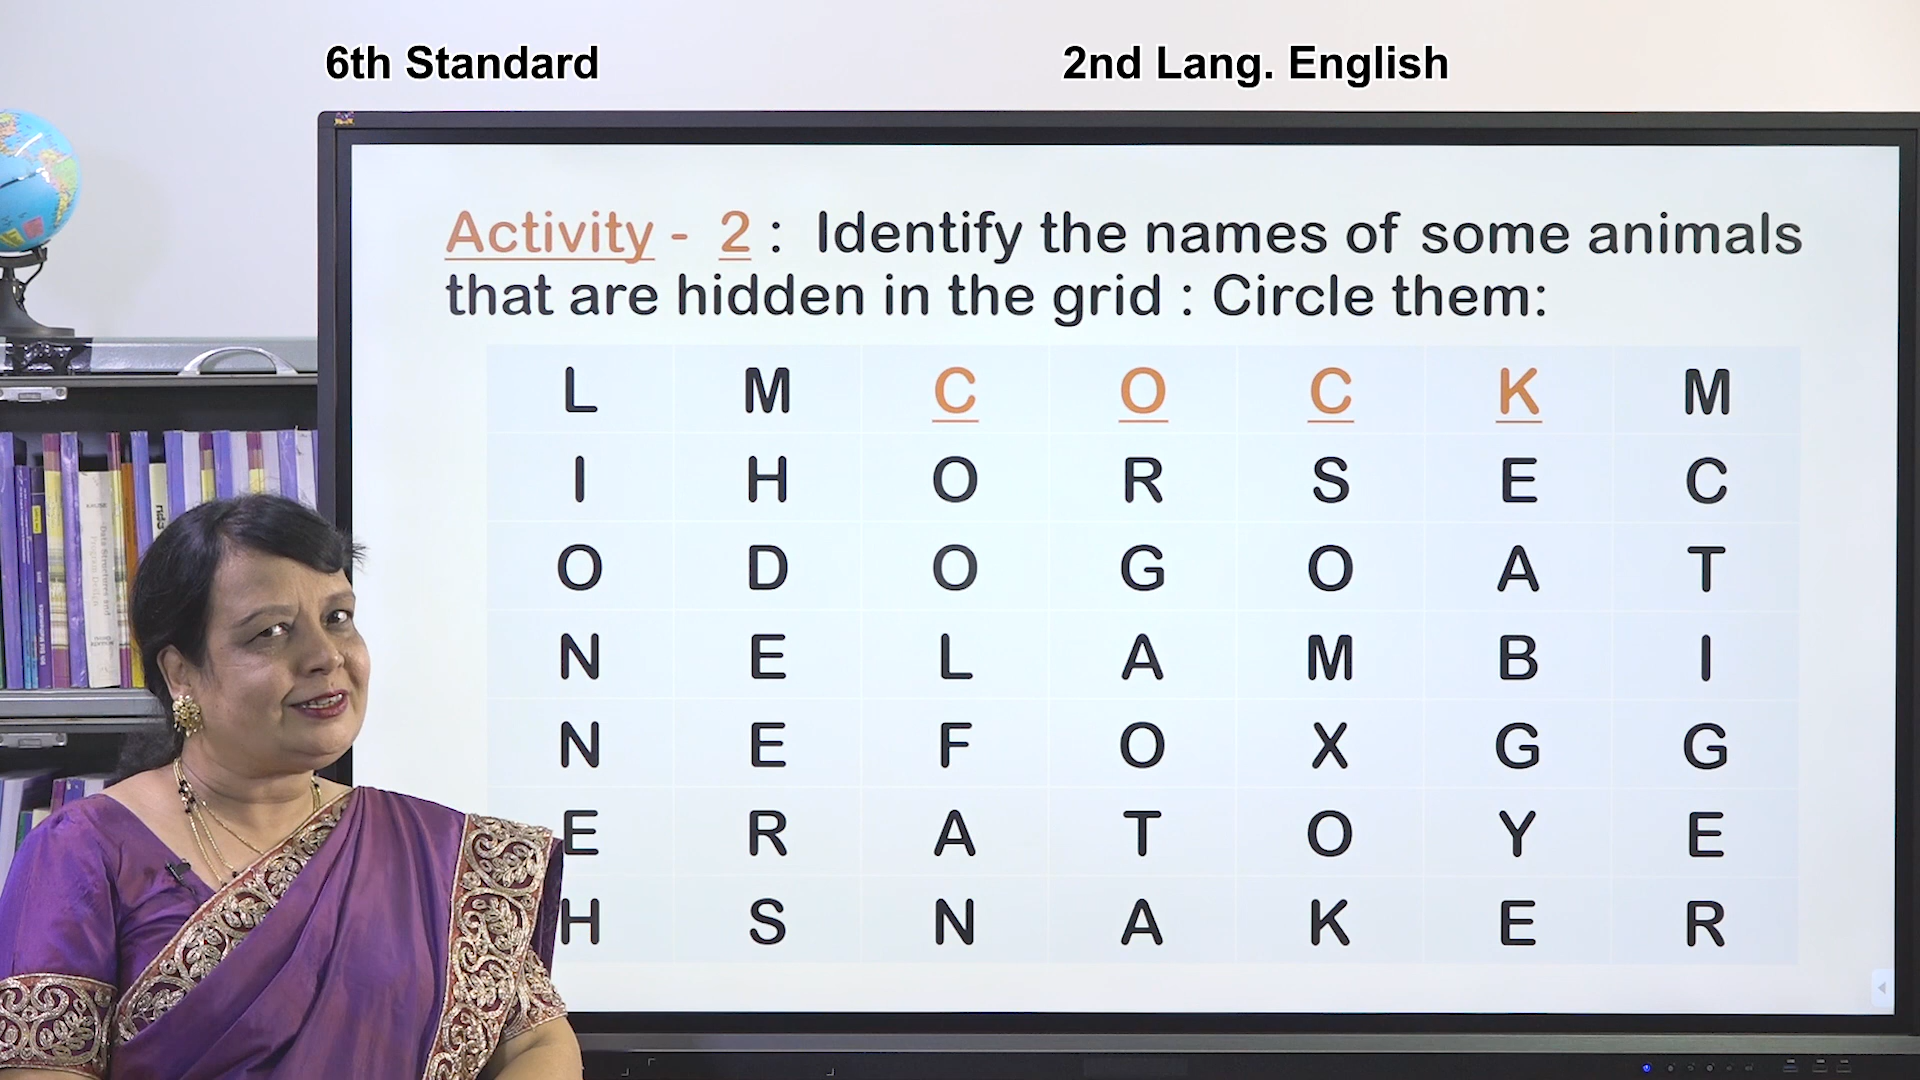 6th Standard 2nd Lang. English
Activity - 2 : Identify the names of some animals
that are hidden in the grid : Circle them:
L M C O C K M
I H O R S E C
O D O G O A T
N E L A M B I
N E F O X G G
E R A T O Y E
H S N A K E R